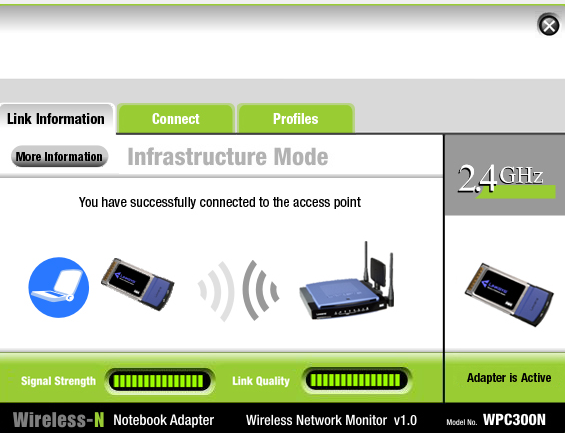 Link Information
Connect
Profiles
More Information
Infrastructure Mode
2.4GHz
You have successfully connected to the access point
Signal Strength
Link Quality
Adapter is Active
Wireless-N Notebook Adapter Wireless Network Monitor v1.0 Model No. WPC300N